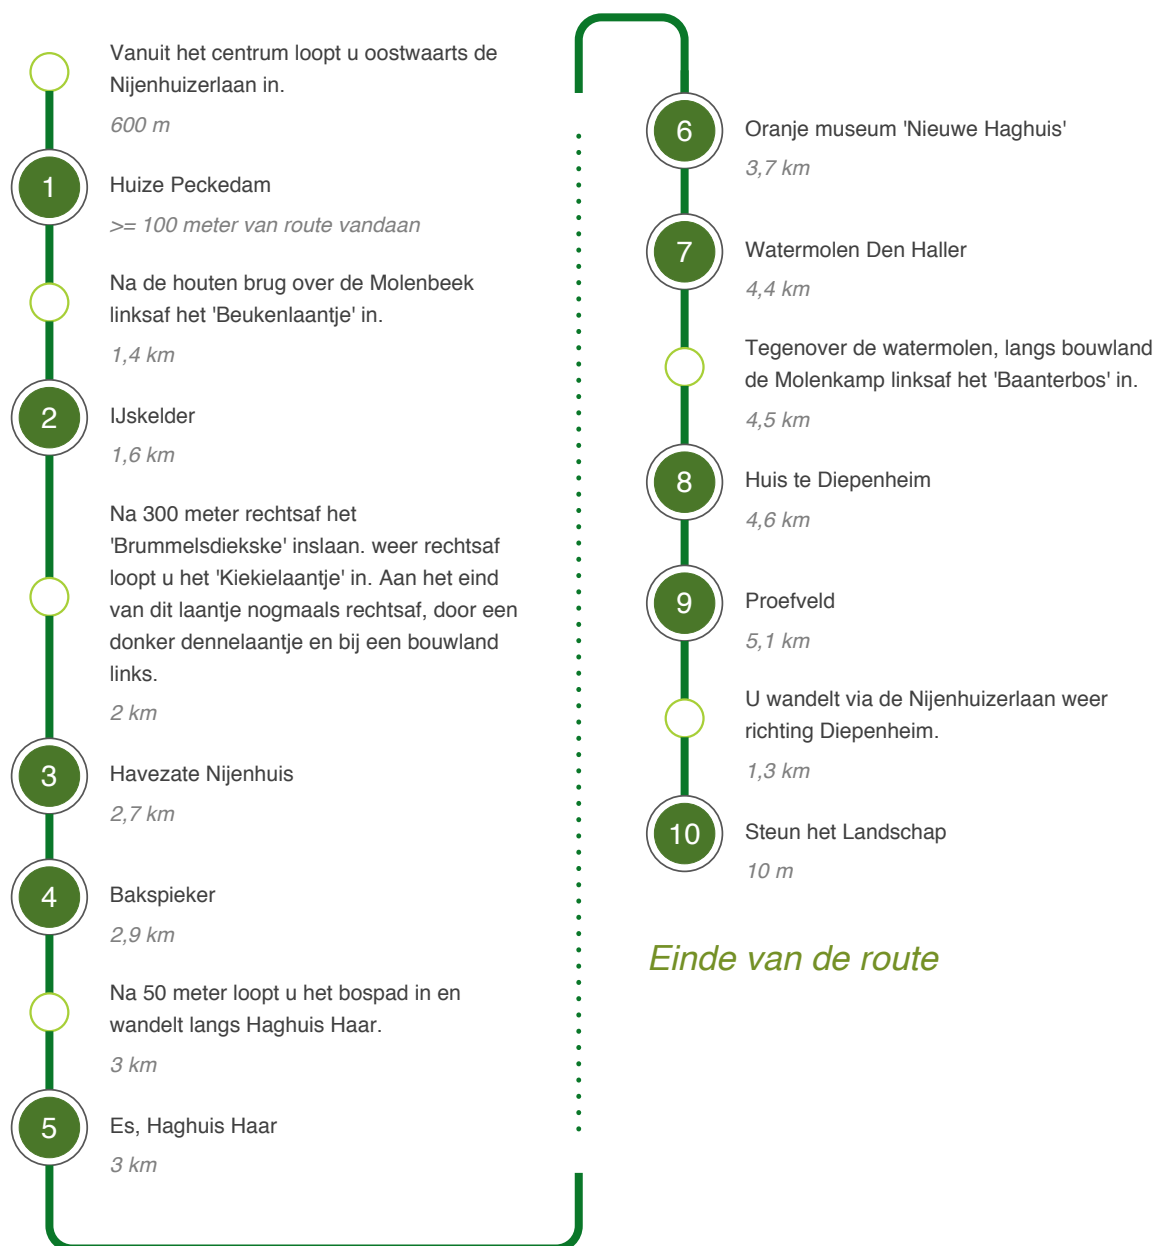 Vanuit het centrum loopt u oostwaarts de
Nijenhuizerlaan in.
600 m
1
Huize Peckedam
>= 100 meter van route vandaan
Na de houten brug over de Molenbeek
linksaf het 'Beukenlaantje' in.
1,4 km
2
IJskelder
1,6 km
Na 300 meter rechtsaf het
'Brummelsdiekske' inslaan. weer rechtsaf
loopt u het 'Kiekielaantje' in. Aan het eind
van dit laantje nogmaals rechtsaf, door een
donker dennelaantje en bij een bouwland
links.
2 km
3
Havezate Nijenhuis
2,7 km
4
Bakspieker
2,9 km
Na 50 meter loopt u het bospad in en
wandelt langs Haghuis Haar.
3 km
5
Es, Haghuis Haar
3 km
6
Oranje museum 'Nieuwe Haghuis'
3,7 km
7
Watermolen Den Haller
4,4 km
Tegenover de watermolen, langs bouwland
de Molenkamp linksaf het 'Baanterbos' in.
4,5 km
8
Huis te Diepenheim
4,6 km
9
Proefveld
5,1 km
U wandelt via de Nijenhuizerlaan weer
richting Diepenheim.
1,3 km
10
Steun het Landschap
10 m
Einde van de route